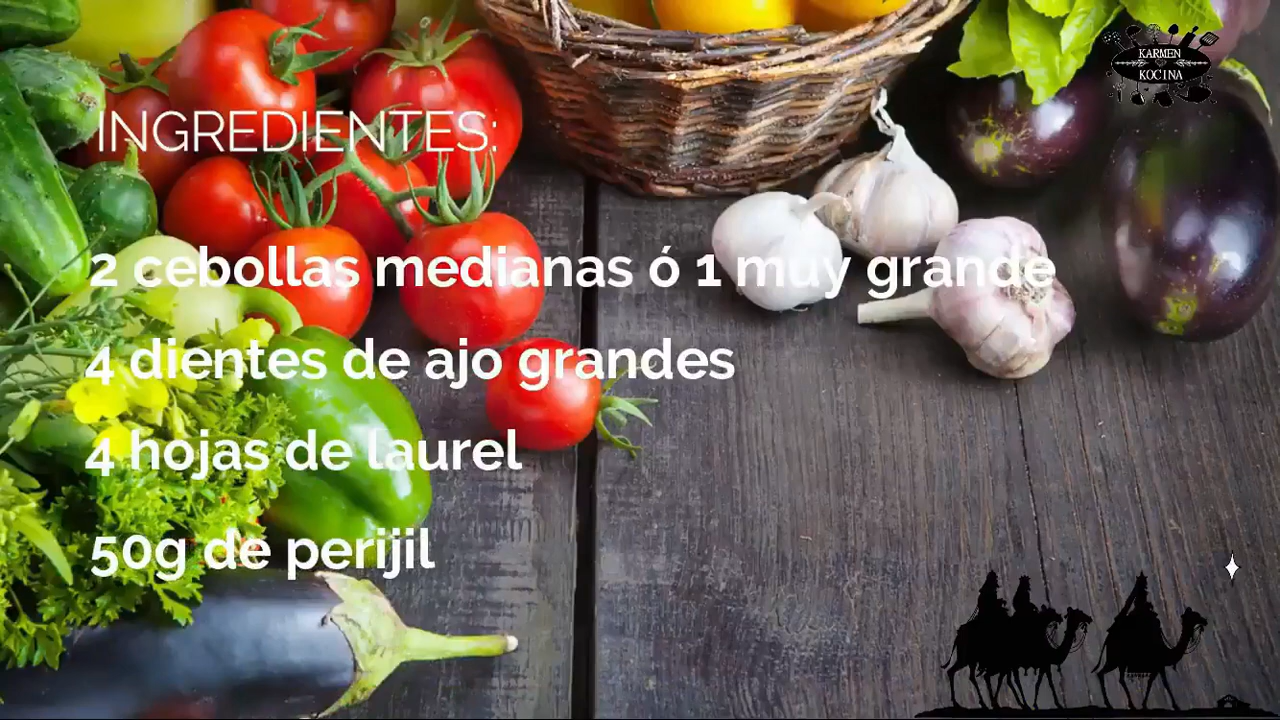 KARMEN
KOCINA
INGREDIENTES:
2 cebollas medianas ó 1 muy grande
4 dientes de ajo grandes
4 hojas de laurel
50g de perijil